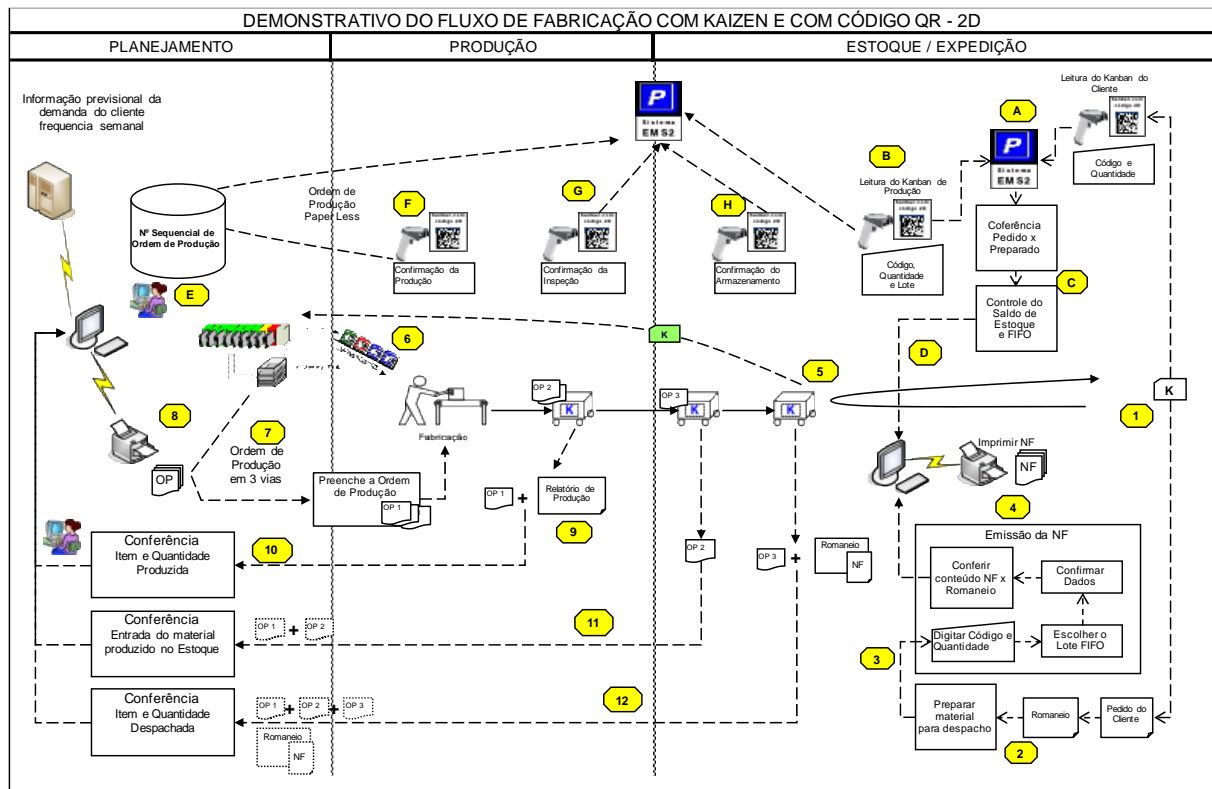 DEMONSTRATIVO DO FLUXO DE FABRICAÇÃO COM KAIZEN E COM CÓDIGO QR - 2D
PLANEJAMENTO
PRODUÇÃO
ESTOQUE / EXPEDIÇÃO
Informação previsional da
demanda do cliente
frequencia semanal
Nº Sequencial de
Ordem de Produção
E
8
OP
7
Ordem de
Produção
em 3 vias
10
Conferência
Item e Quantidade
Produzida
Conferência
Entrada do material
produzido no Estoque
OP 1
+
OP 2
Conferência
Item e Quantidade
Despachada
OP 1
+
OP 2
+
OP 3
Romaneio
NF
Ordem de
Produção
Paper Less
F
Confirmação da
Produção
G
Confirmação da
Inspeção
P
Sistema
EMS2
6
Fabricação
OP 2
K
Preenche a Ordem
de Produção
OP 1
OP 1
+
Relatório de
Produção
9
11
12
H
Confirmação do
Armazenamento
B
Leitura do Kanban de
Produção
Código,
Quantidade
e Lote
A
P
Sistema
EMS2
Leitura do Kanban do
Cliente
Código e
Quantidade
Coferência
Pedido x
Preparado
C
Controle do
Saldo de
Estoque
e FIFO
D
K
5
OP 3
K
K
K
1
OP 2
OP 3
+
Romaneio
NF
Imprimir NF
NF
4
Emissão da NF
Conferir
conteúdo NF x
Romaneio
Confirmar
Dados
Digitar Código e
Quantidade
Escolher o
Lote FIFO
3
Preparar
material
para despacho
Romaneio
Pedido do
Cliente
2